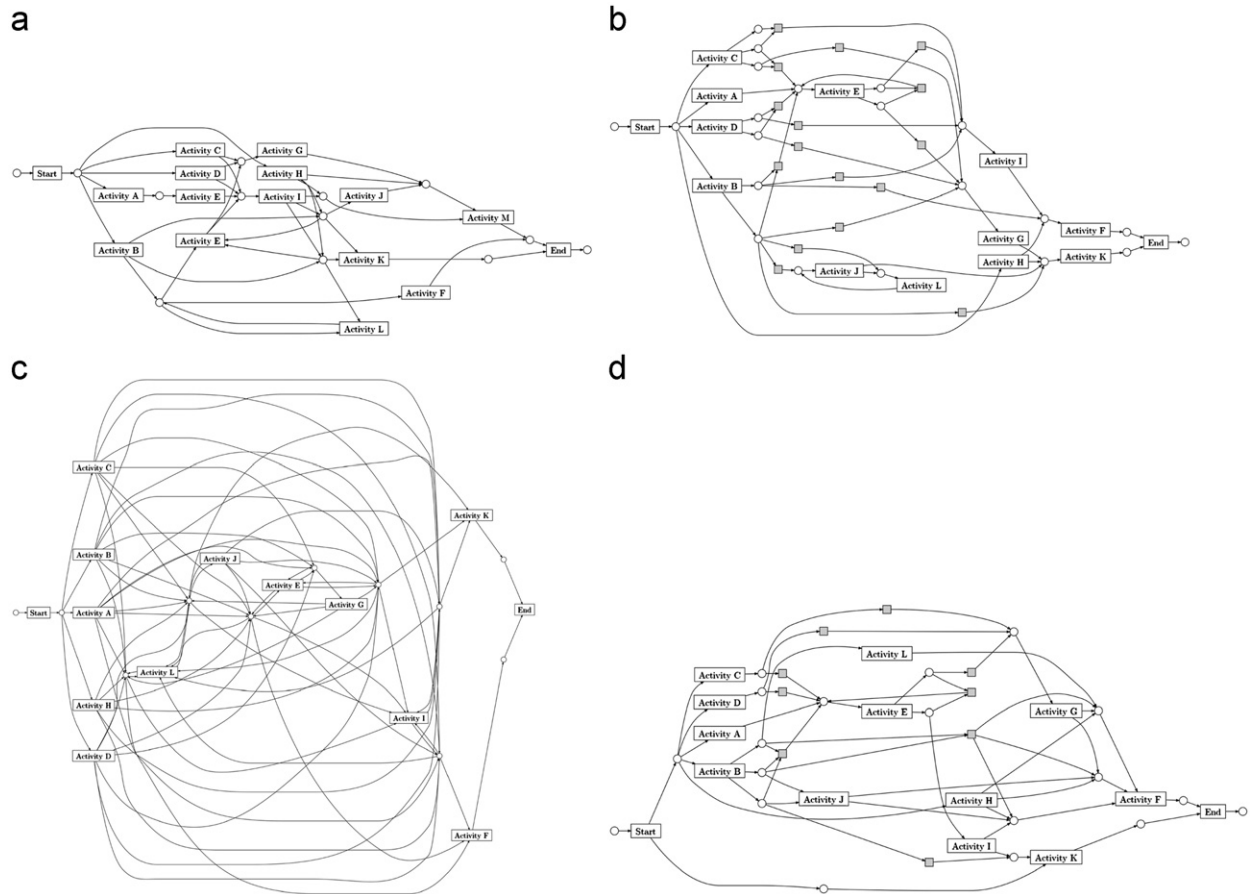 a
Activity C
Activity G
Start
Activity D
Activity H
Activity A
Activity E
Activity I
Activity J
Activity M
Activity B
Activity E
Activity K
End
Activity F
Activity L
b
Activity C
Activity A
Activity E
Start
Activity D
Activity I
Activity B
Activity F
Activity G
End
Activity H
Activity K
Activity J
Activity L
c
Activity C
Activity K
Activity B
Activity J
Activity E
Activity G
Start
Activity A
End
Activity L
Activity H
Activity I
Activity D
Activity F
d
Activity L
Activity C
Activity D
Activity E
Activity G
Activity A
Activity B
Activity J
Activity H
Activity F
End
Start
Activity I
Activity K